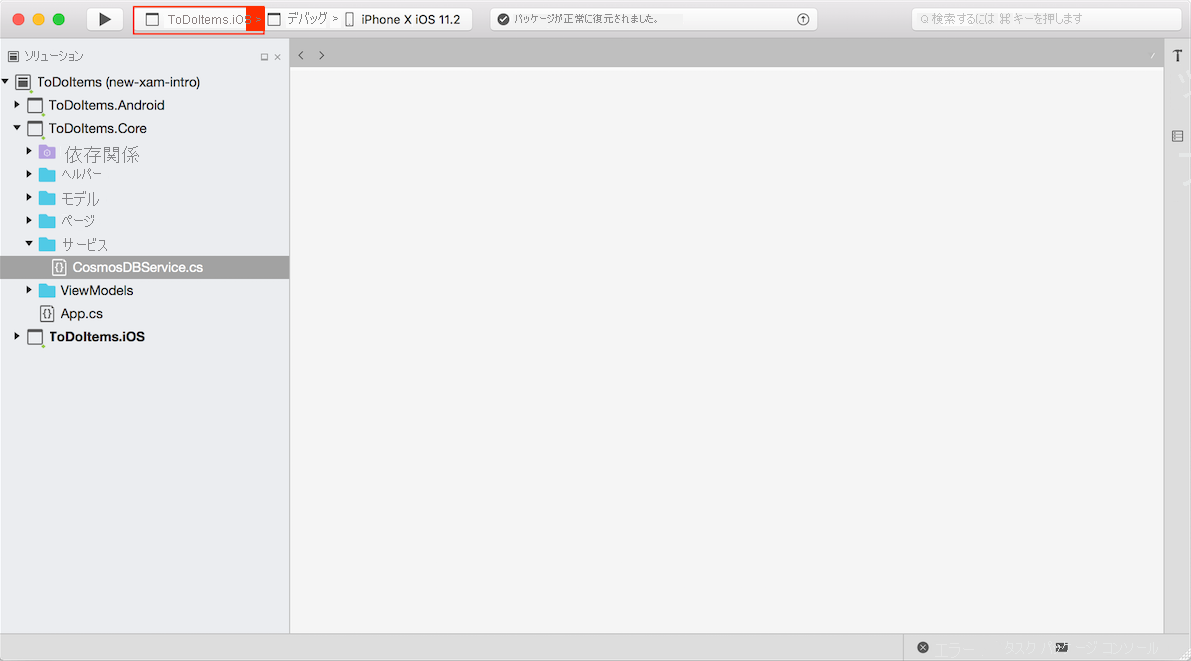 ToDoItems.iOS > デバッグ > iPhone X iOS 11.2 パッケージが正常に復元されました。 検索するには ⌘ キーを押します
ソリューション
ToDoItems (new-xam-intro)
ToDoItems.Android
ToDoItems.Core
依存関係
ヘルパー
モデル
ページ
サービス
CosmosDBService.cs
ViewModels
App.cs
ToDoItems.iOS
エラー タスク パッケージ コンソール